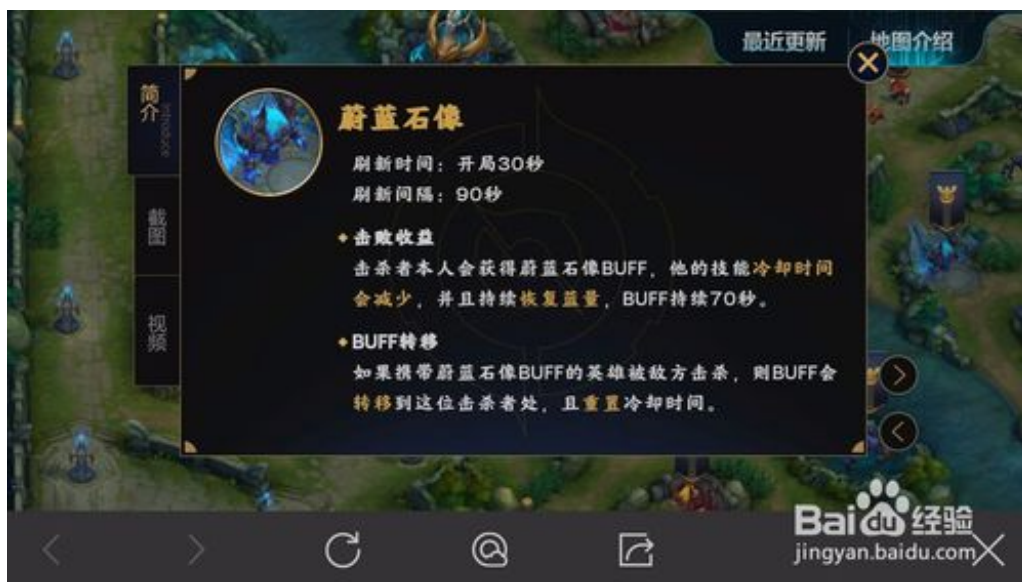 最近更新
地图介绍
简介
introduce
截图
视频
蔚蓝石像
刷新时间：开局30秒
刷新间隔：90秒
击败收益
击杀者本人会获得蔚蓝石像BUFF，他的技能冷却时间
会减少，并且持续恢复蓝量，BUFF持续70秒。
BUFF转移
如果携带蔚蓝石像BUFF的英雄被敌方击杀，则BUFF会
转移到这位击杀者处，且重置冷却时间。
Baidu经验
jingyan.baidu.com